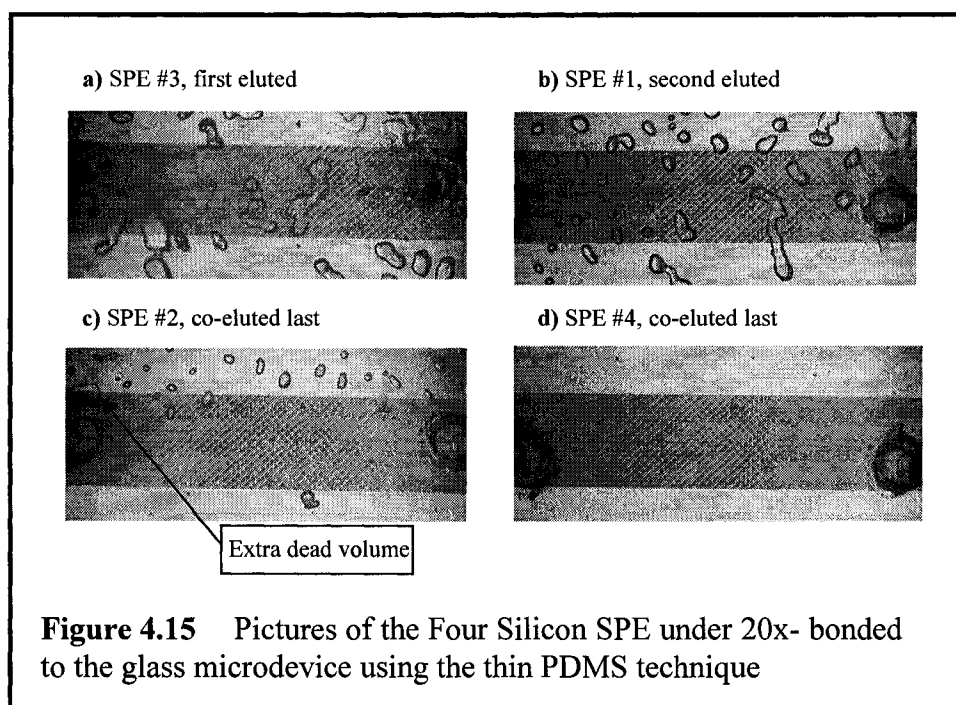 a) SPE #3, first eluted
b) SPE #1, second eluted
c) SPE #2, co-eluted last
d) SPE #4, co-eluted last
Extra dead volume
Figure 4.15 Pictures of the Four Silicon SPE under 20x- bonded
to the glass microdevice using the thin PDMS technique